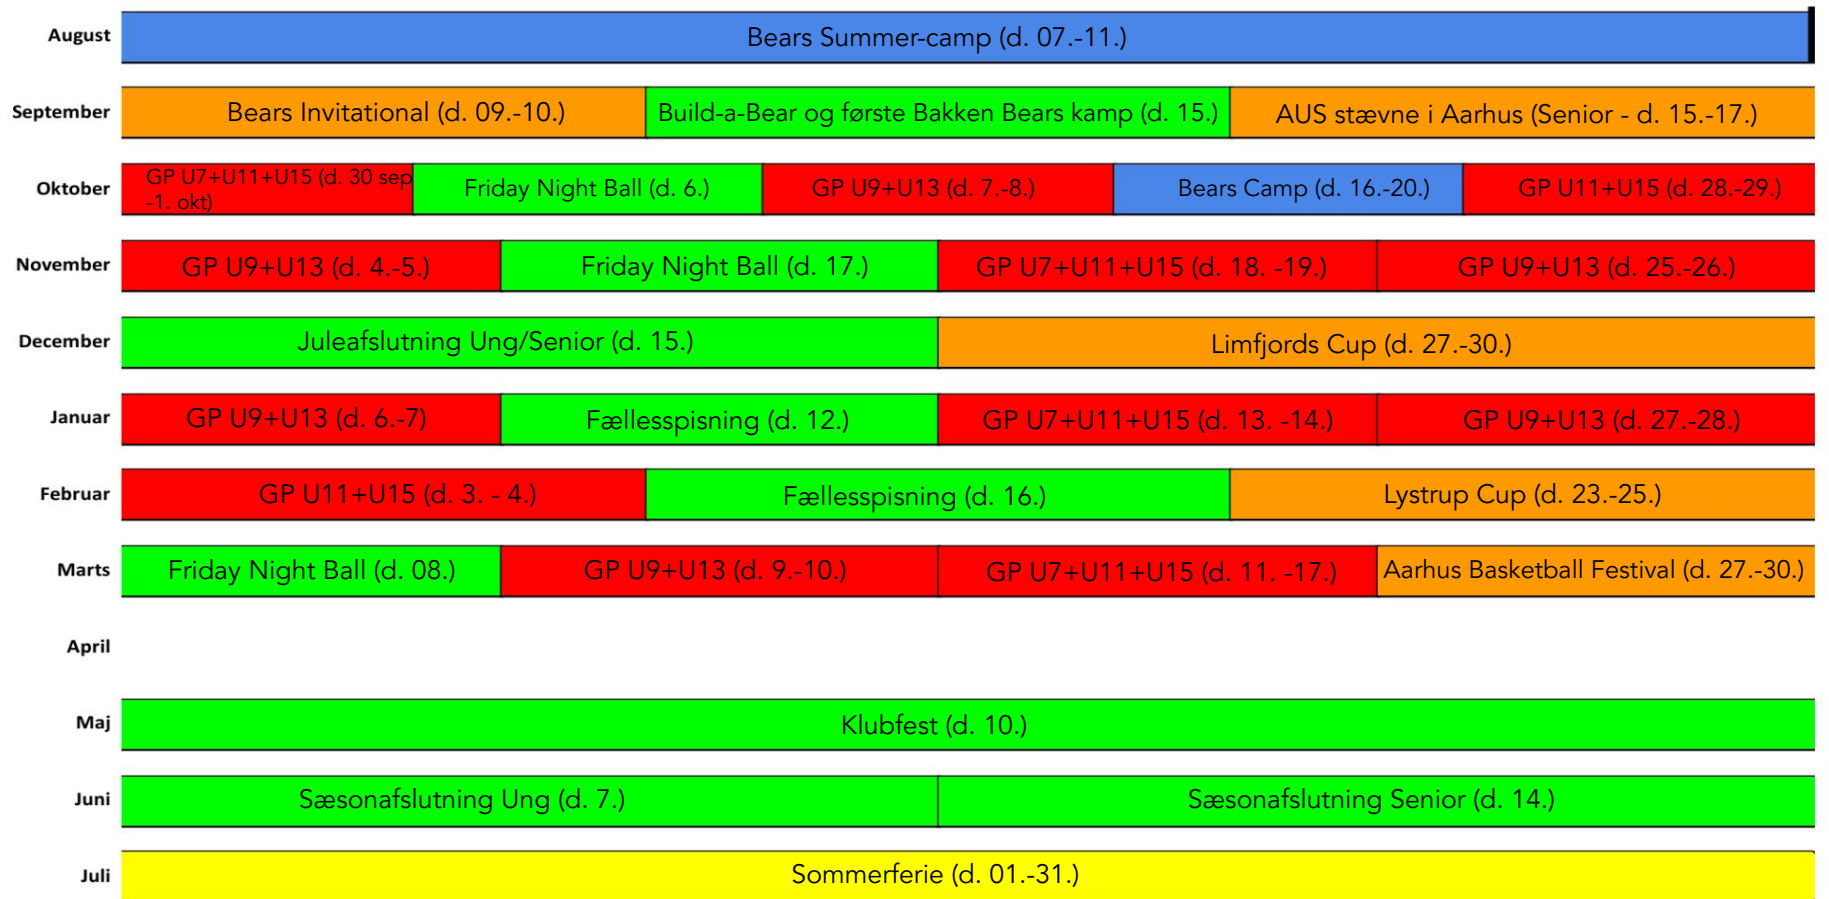 August
Bears Summer-camp (d. 07.-11.)
September
Bears Invitational (d. 09.-10.)
Build-a-Bear og første Bakken Bears kamp (d. 15.)
AUS stævne i Aarhus (Senior - d. 15.-17.)
Oktober
GP U7+U11+U15 (d. 30 sep
-1. okt)
Friday Night Ball (d. 6.)
GP U9+U13 (d. 7.-8.)
Bears Camp (d. 16.-20.)
GP U11+U15 (d. 28.-29.)
November
GP U9+U13 (d. 4.-5.)
Friday Night Ball (d. 17.)
GP U7+U11+U15 (d. 18. -19.)
GP U9+U13 (d. 25.-26.)
December
Juleafslutning Ung/Senior (d. 15.)
Limfjords Cup (d. 27.-30.)
Januar
GP U9+U13 (d. 6.-7)
Fællesspisning (d. 12.)
GP U7+U11+U15 (d. 13. -14.)
GP U9+U13 (d. 27.-28.)
Februar
GP U11+U15 (d. 3. - 4.)
Fællesspisning (d. 16.)
Lystrup Cup (d. 23.-25.)
Marts
Friday Night Ball (d. 08.)
GP U9+U13 (d. 9.-10.)
GP U7+U11+U15 (d. 11. -17.)
Aarhus Basketball Festival (d. 27.-30.)
April
Maj
Klubfest (d. 10.)
Juni
Sæsonafslutning Ung (d. 7.)
Sæsonafslutning Senior (d. 14.)
Juli
Sommerferie (d. 01.-31.)